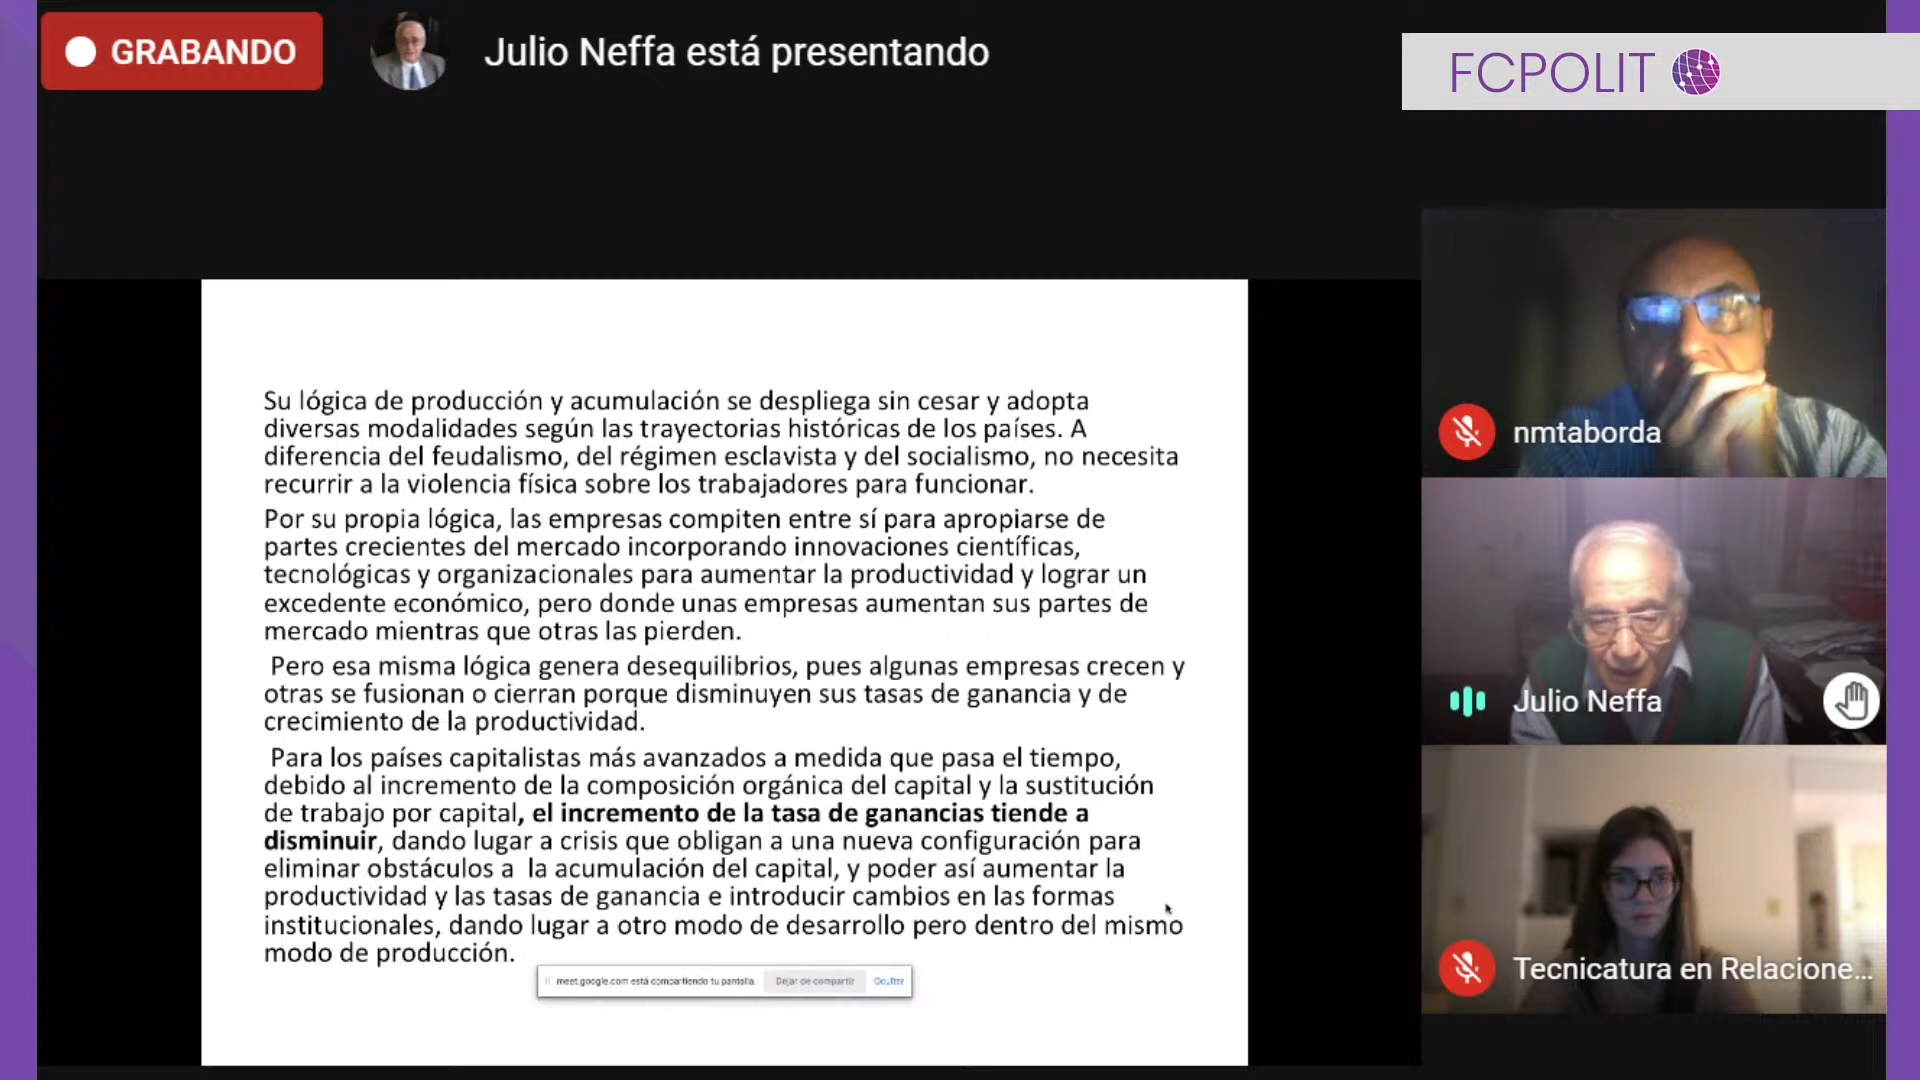 GRABANDO
Julio Neffa está presentando
FCPOLIT
Su lógica de producción y acumulación se despliega sin cesar y adopta
diversas modalidades según las trayectorias históricas de los países. A
diferencia del feudalismo, del régimen esclavista y del socialismo, no necesita
recurrir a la violencia física sobre los trabajadores para funcionar.
Por su propia lógica, las empresas compiten entre sí para apropiarse de
partes crecientes del mercado incorporando innovaciones científicas,
tecnológicas y organizacionales para aumentar la productividad y lograr un
excedente económico, pero donde unas empresas aumentan sus partes de
mercado mientras que otras las pierden.
Pero esa misma lógica genera desequilibrios, pues algunas empresas crecen y
otras se fusionan o cierran porque disminuyen sus tasas de ganancia y de
crecimiento de la productividad.
Para los países capitalistas más avanzados a medida que pasa el tiempo,
debido al incremento de la composición orgánica del capital y la sustitución
de trabajo por capital, el incremento de la tasa de ganancias tiende a
disminuir, dando lugar a crisis que obligan a una nueva configuración para
eliminar obstáculos a la acumulación del capital, y poder así aumentar la
productividad y las tasas de ganancia e introducir cambios en las formas
institucionales, dando lugar a otro modo de desarrollo pero dentro del mismo
modo de producción.
meet.google.com está compartiendo tu pantalla. Dejar de compartir Ocultar
nmtaborda
Julio Neffa
Tecnicatura en Relacione...